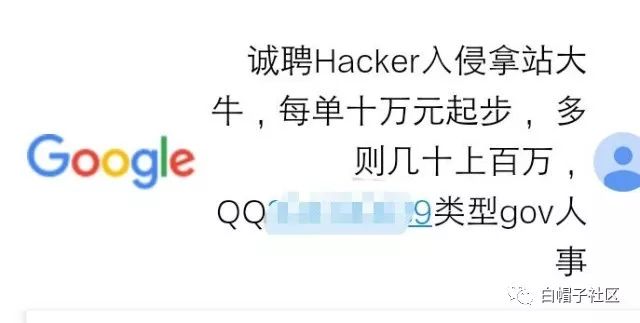 诚聘Hacker入侵拿站大
牛，每单十万元起步， 多
则几十上百万，
Google
QQ 9类型gov人
事
白帽子社区